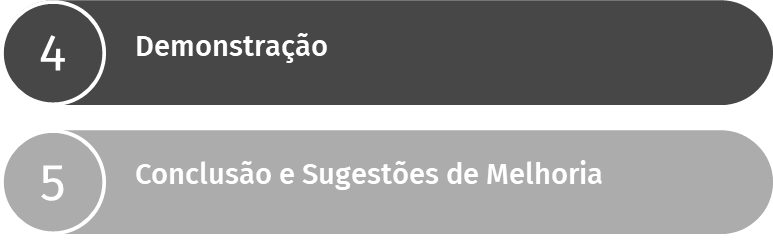 4
Demonstração
5
Conclusão e Sugestões de Melhoria